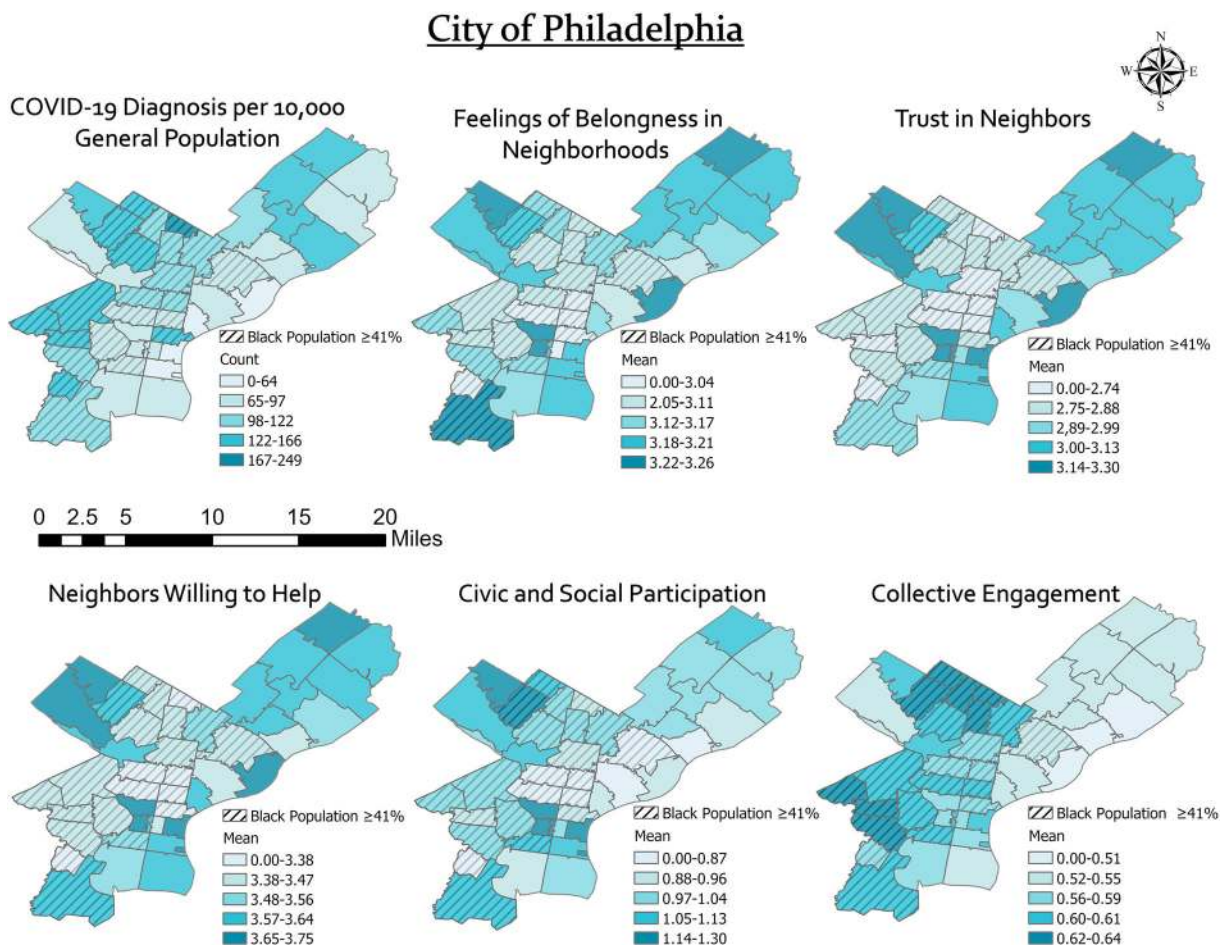 City of Philadelphia
N
W E
S
COVID-19 Diagnosis per 10,000
General Population
Black Population ≥41%
Count
0-64
65-97
98-122
122-166
167-249
Feelings of Belongness in
Neighborhoods
Black Population ≥41%
Mean
0.00-3.04
2.05-3.11
3.12-3.17
3.18-3.21
3.22-3.26
Trust in Neighbors
Black Population ≥41%
Mean
0.00-2.74
2.75-2.88
2,89-2.99
3.00-3.13
3.14-3.30
0 2.5 5 10 15 20
Miles
Neighbors Willing to Help
Black Population ≥41%
Mean
0.00-3.38
3.38-3.47
3.48-3.56
3.57-3.64
3.65-3.75
Civic and Social Participation
Black Population ≥41%
Mean
0.00-0.87
0.88-0.96
0.97-1.04
1.05-1.13
1.14-1.30
Collective Engagement
Black Population ≥41%
Mean
0.00-0.51
0.52-0.55
0.56-0.59
0.60-0.61
0.62-0.64